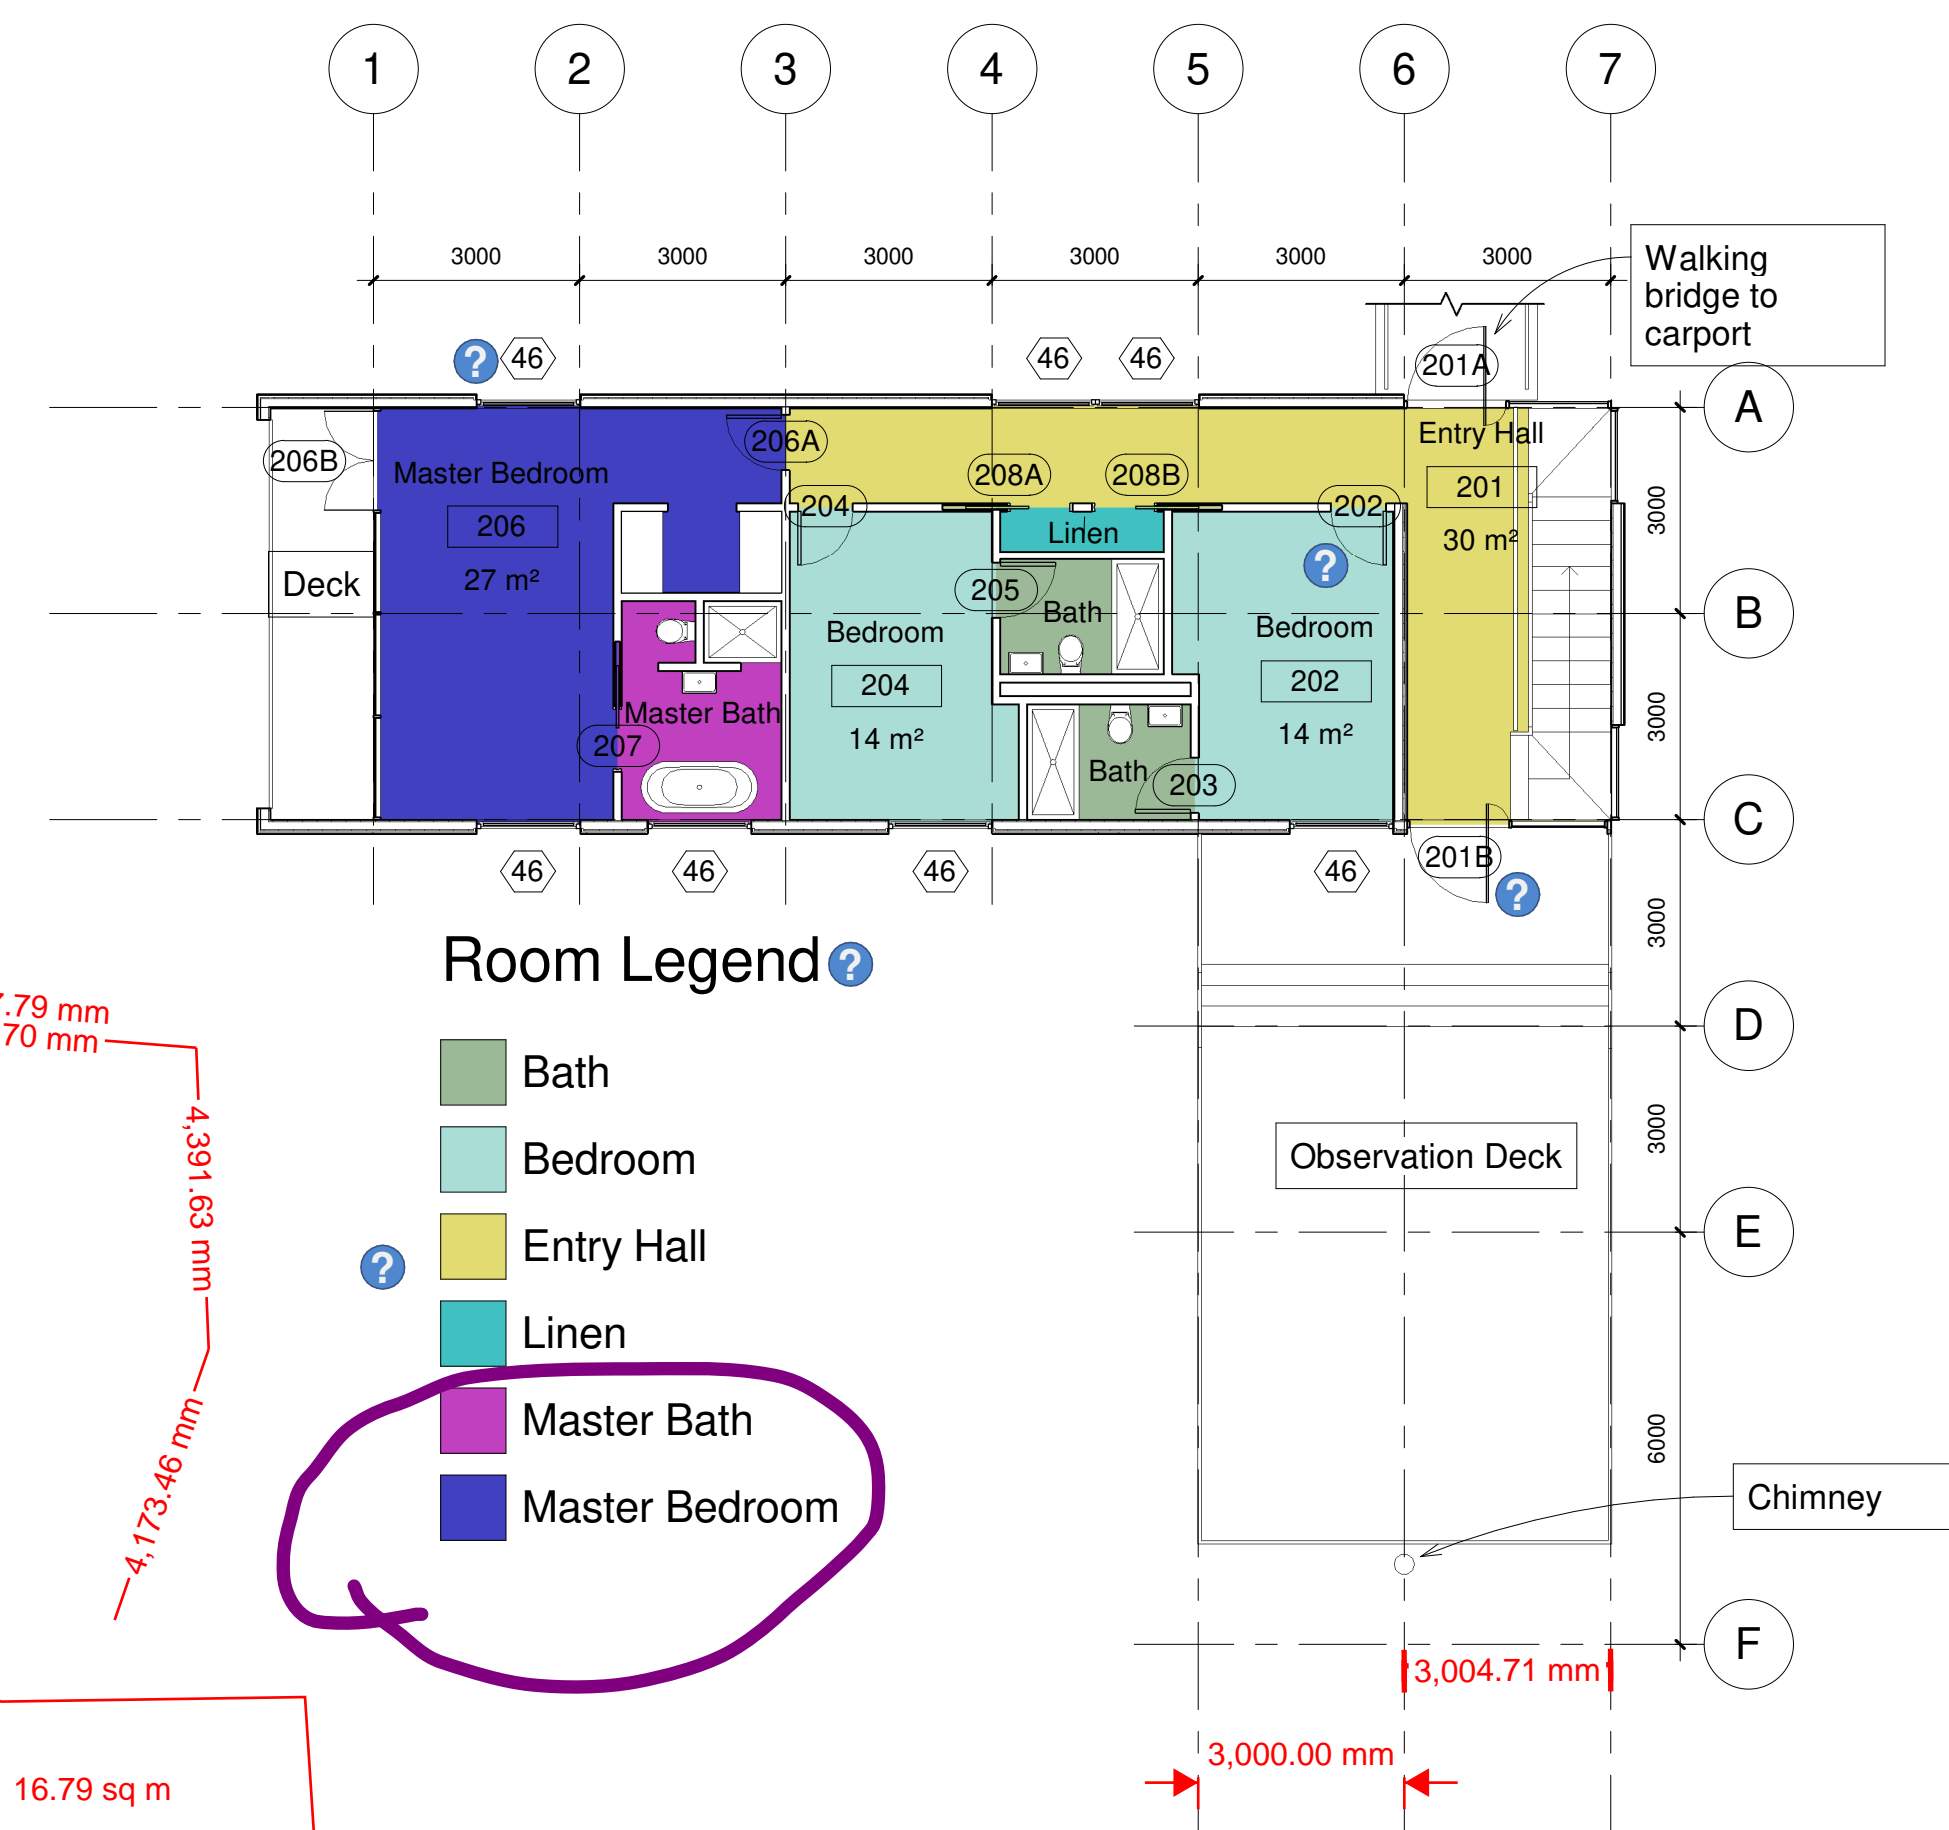 1 2 3 4 5 6 7
3000 3000 3000 3000 3000 3000
Walking
bridge to
carport
? 46 46 46 201A
A
206B Master Bedroom 206A 208A 208B Entry Hall
206 204 202 201
27 m² Linen 30 m² 3000
Deck 205 Bath ?
B
Bedroom Bedroom
204 202
14 m² 14 m² 3000
Master Bath
207 Bath 203
C
46 46 46 46 201B ?
3000
Room Legend ?
7.79 mm
70 mm
D
Bath
4,391.63 mm
Bedroom
Observation Deck
3000
Entry Hall
?
E
Linen
Master Bath
4,173.46 mm
6000
Master Bedroom
Chimney
F
3,004.71 mm
3,000.00 mm
16.79 sq m